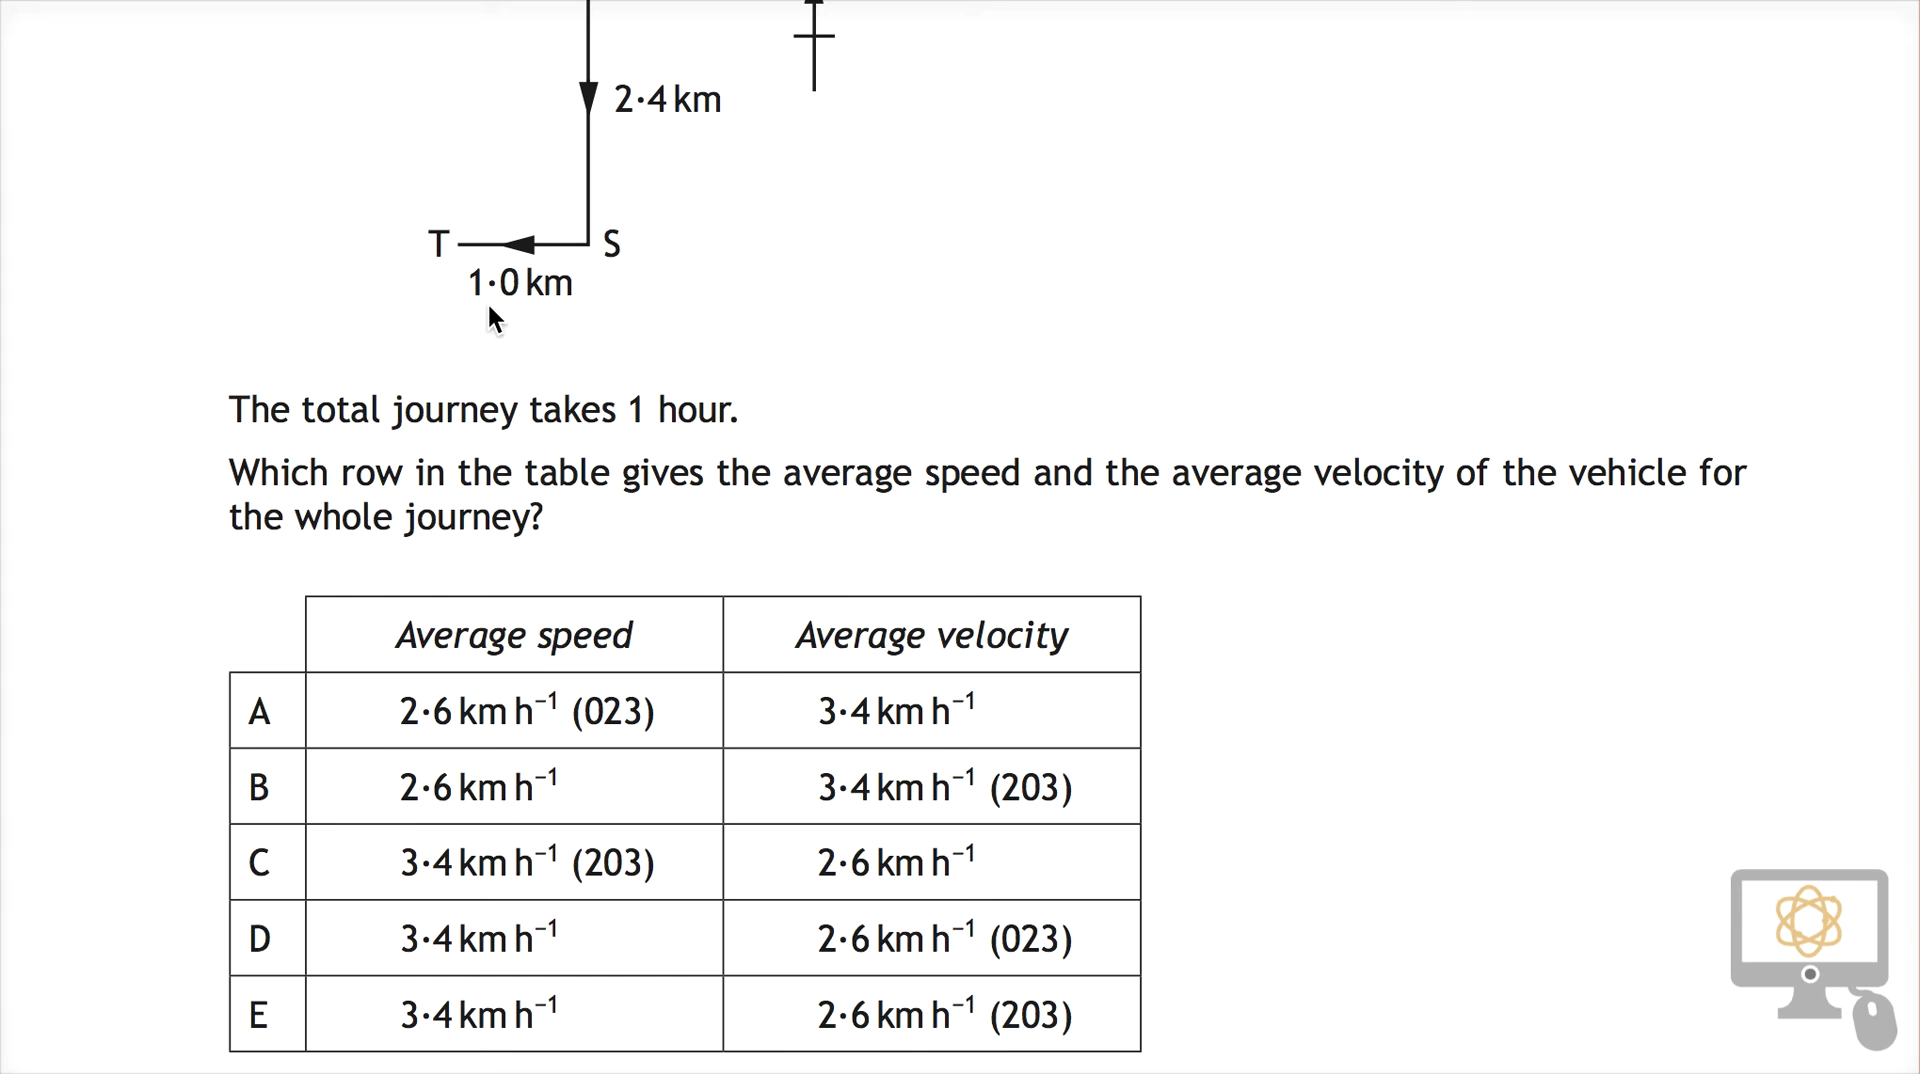 2·4 km
T
S
1·0 km
The total journey takes 1 hour.
Which row in the table gives the average speed and the average velocity of the vehicle for
the whole journey?
Average speed Average velocity
A 2·6 km h⁻¹ (023) 3·4 km h⁻¹
B 2·6 km h⁻¹ 3·4 km h⁻¹ (203)
C 3·4 km h⁻¹ (203) 2·6 km h⁻¹
D 3·4 km h⁻¹ 2·6 km h⁻¹ (023)
E 3·4 km h⁻¹ 2·6 km h⁻¹ (203)